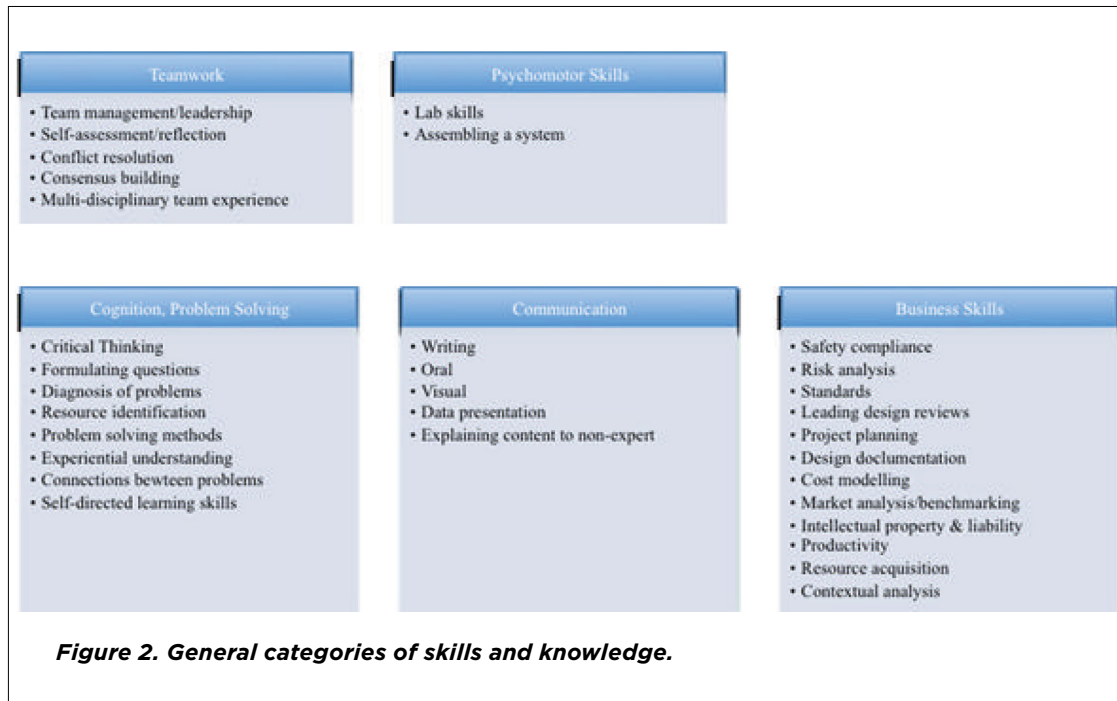 Teamwork
• Team management/leadership
• Self-assessment/reflection
• Conflict resolution
• Consensus building
• Multi-disciplinary team experience
Psychomotor Skills
• Lab skills
• Assembling a system
Cognition, Problem Solving
• Critical Thinking
• Formulating questions
• Diagnosis of problems
• Resource identification
• Problem solving methods
• Experiential understanding
• Connections bewteen problems
• Self-directed learning skills
Communication
• Writing
• Oral
• Visual
• Data presentation
• Explaining content to non-expert
Business Skills
• Safety compliance
• Risk analysis
• Standards
• Leading design reviews
• Project planning
• Design doclumentation
• Cost modelling
• Market analysis/benchmarking
• Intellectual property & liability
• Productivity
• Resource acquisition
• Contextual analysis
Figure 2. General categories of skills and knowledge.